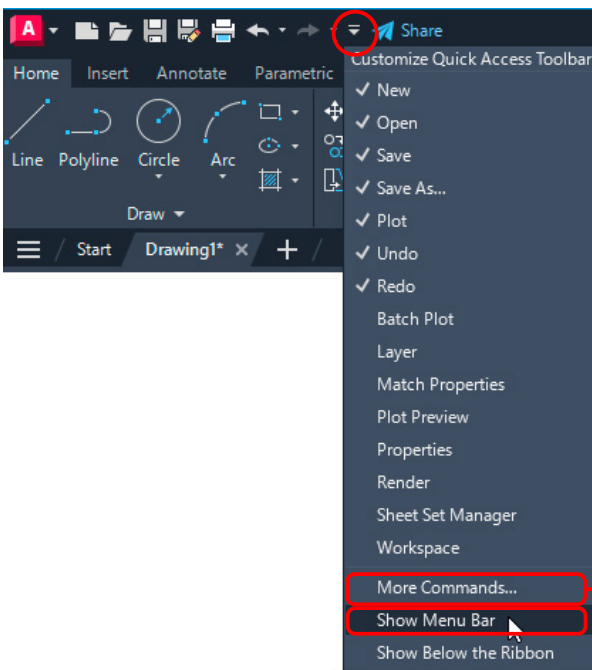 A
Share
Customize Quick Access Toolbar
Home Insert Annotate Parametric
New
Open
Line Polyline Circle Arc
Save
Save As...
Draw
Plot
Start Drawing1*
Undo
Redo
Batch Plot
Layer
Match Properties
Plot Preview
Properties
Render
Sheet Set Manager
Workspace
More Commands...
Show Menu Bar
Show Below the Ribbon